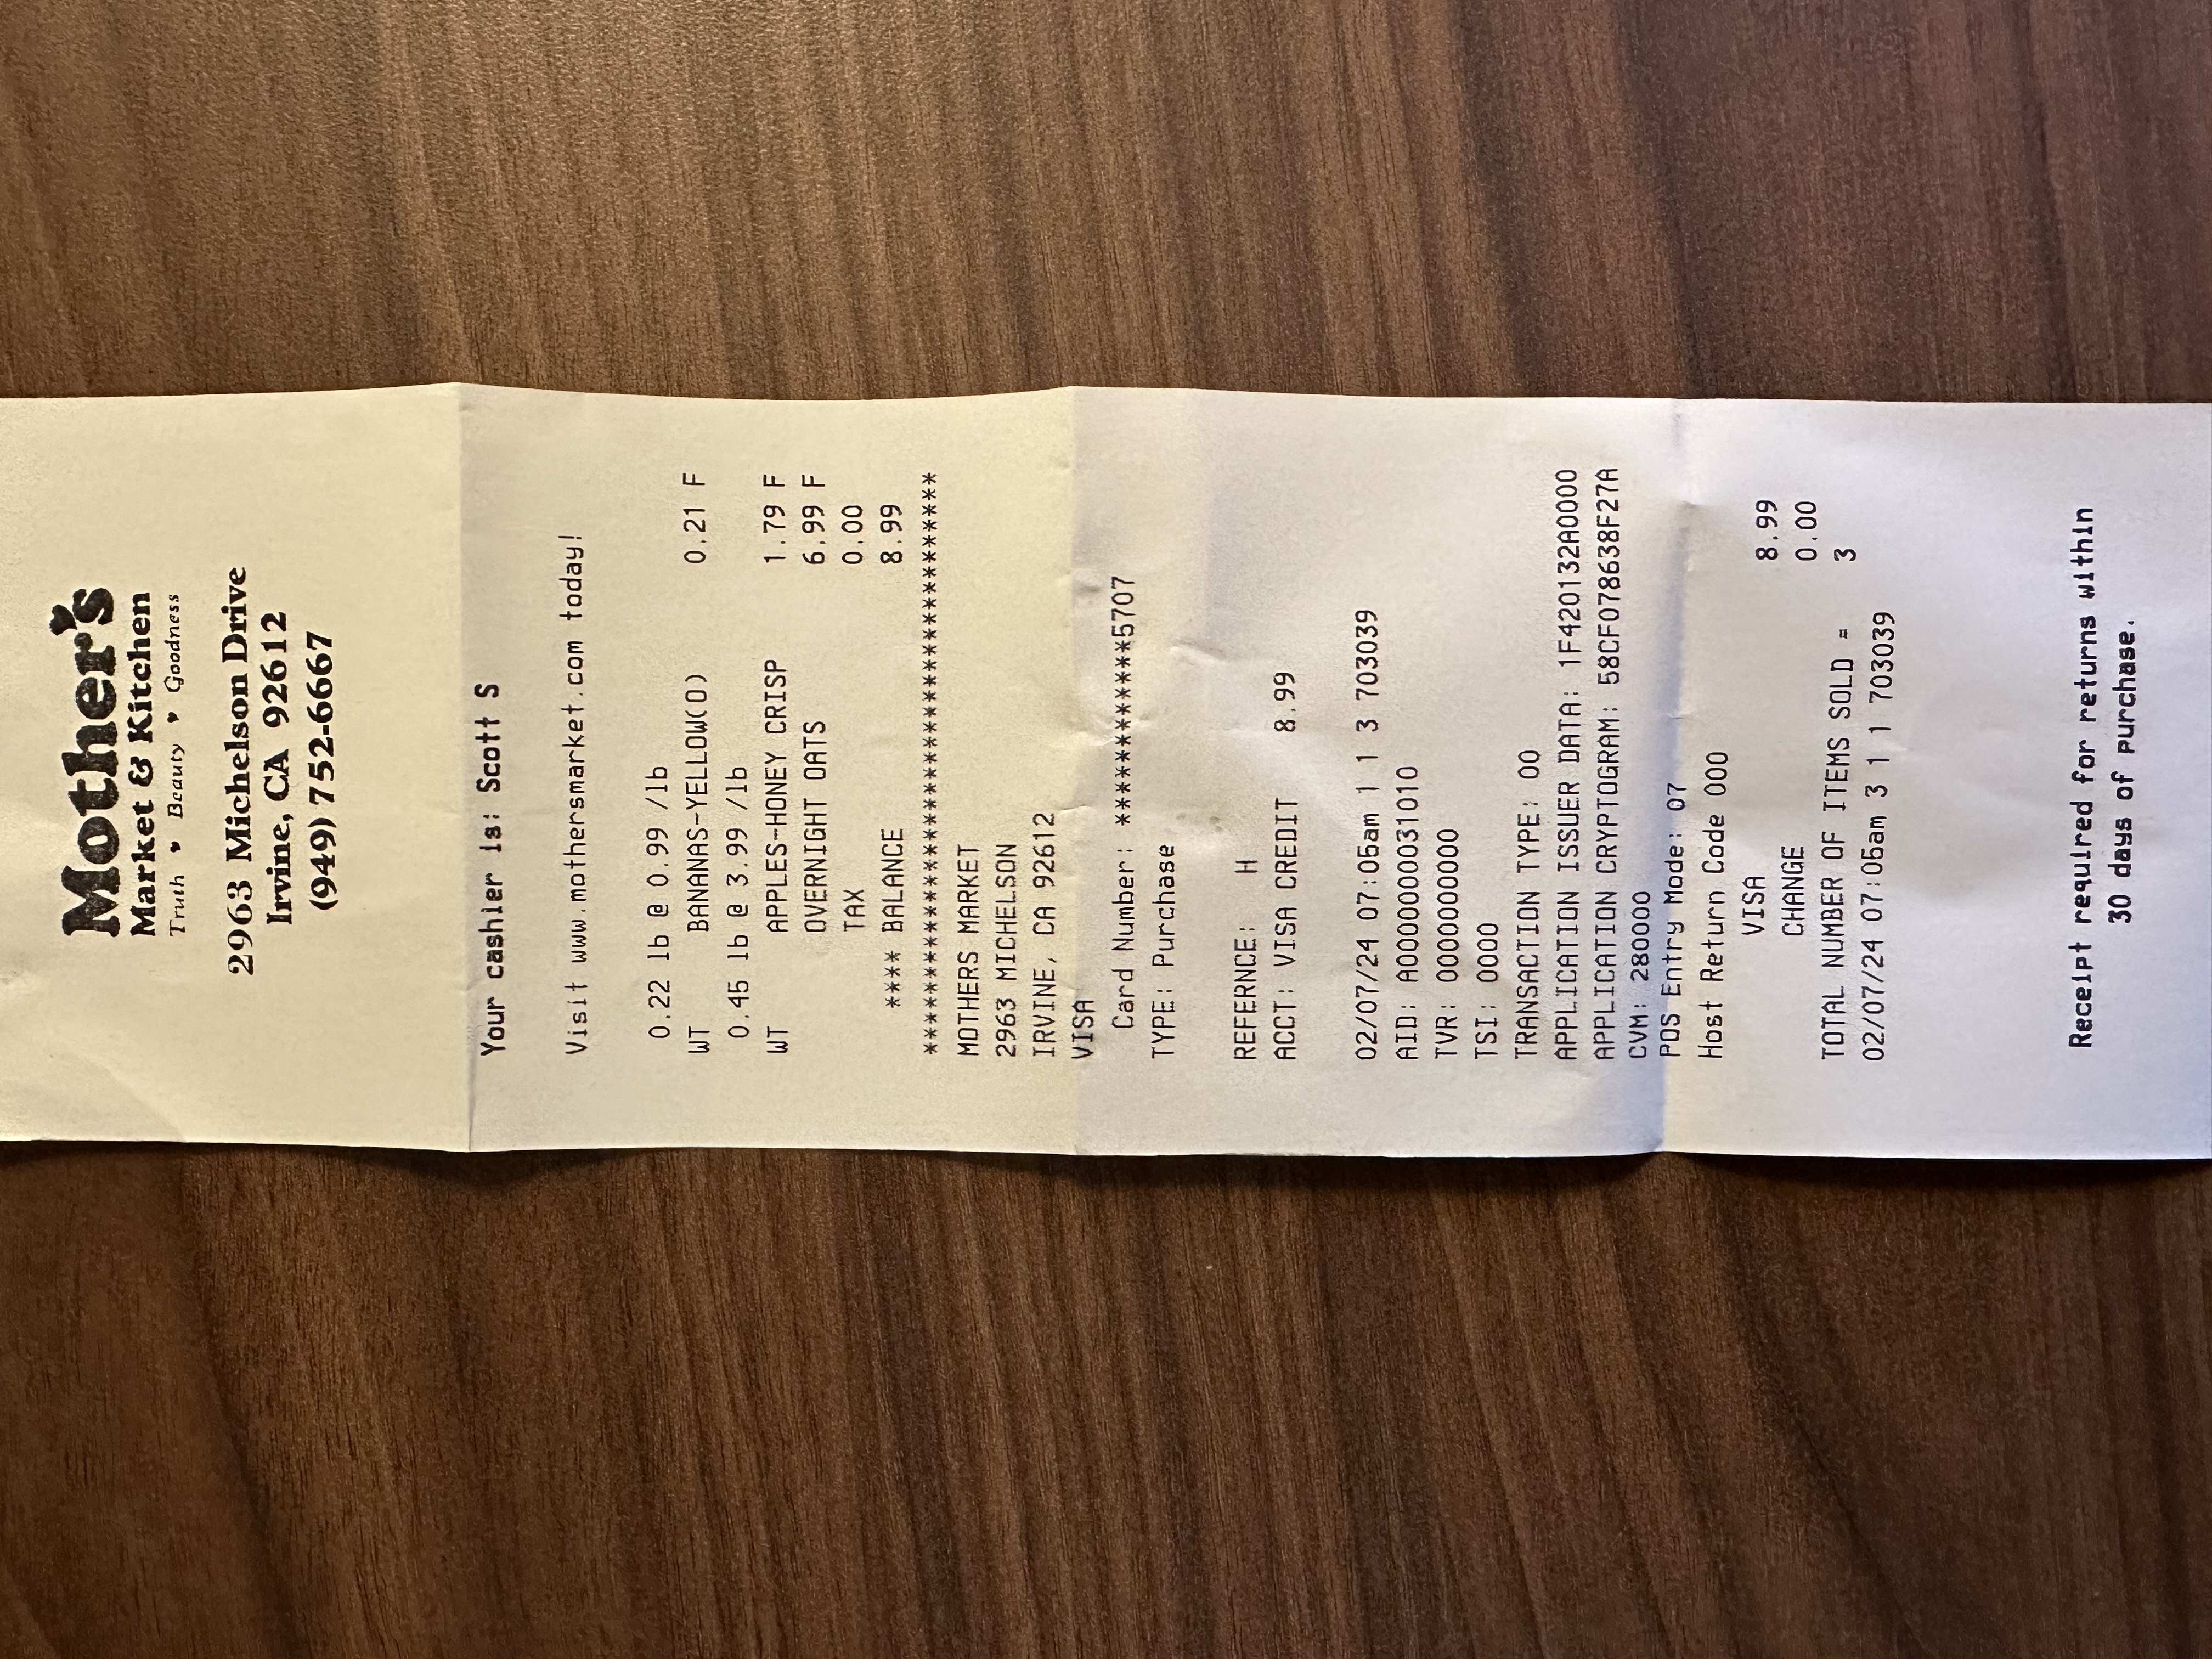 Mother's
Market & Kitchen
Truth ♥ Beauty ♥ Goodness
2963 Michelson Drive
Irvine, CA 92612
(949) 752-6667
Your cashier is: Scott S
Visit www.mothersmarket.com today!
0.22 lb @ 0.99 /lb
WT BANANAS-YELLOW(O) 0.21 F
0.45 lb @ 3.99 /lb
WT APPLES-HONEY CRISP 1.79 F
OVERNIGHT OATS 6.99 F
TAX 0.00
**** BALANCE 8.99
**************************************
MOTHERS MARKET
2963 MICHELSON
IRVINE, CA 92612
VISA
Card Number: ************5707
TYPE: Purchase
REFERNCE: H
ACCT: VISA CREDIT 8.99
02/07/24 07:05am 1 1 3 703039
AID: A0000000031010
TVR: 0000000000
TSI: 0000
TRANSACTION TYPE: 00
APPLICATION ISSUER DATA: 1F420132A0000
APPLICATION CRYPTOGRAM: 58CF078638F27A
CVM: 280000
POS Entry Mode: 07
Host Return Code 000
VISA 8.99
CHANGE 0.00
TOTAL NUMBER OF ITEMS SOLD = 3
02/07/24 07:05am 3 1 1 703039
Receipt required for returns within
30 days of purchase.